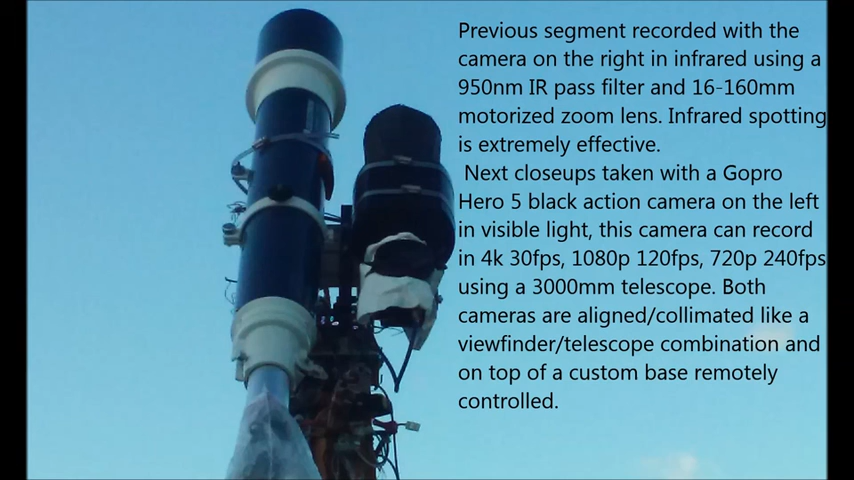 Previous segment recorded with the
camera on the right in infrared using a
950nm IR pass filter and 16-160mm
motorized zoom lens. Infrared spotting
is extremely effective.
Next closeups taken with a Gopro
Hero 5 black action camera on the left
in visible light, this camera can record
in 4k 30fps, 1080p 120fps, 720p 240fps
using a 3000mm telescope. Both
cameras are aligned/collimated like a
viewfinder/telescope combination and
on top of a custom base remotely
controlled.